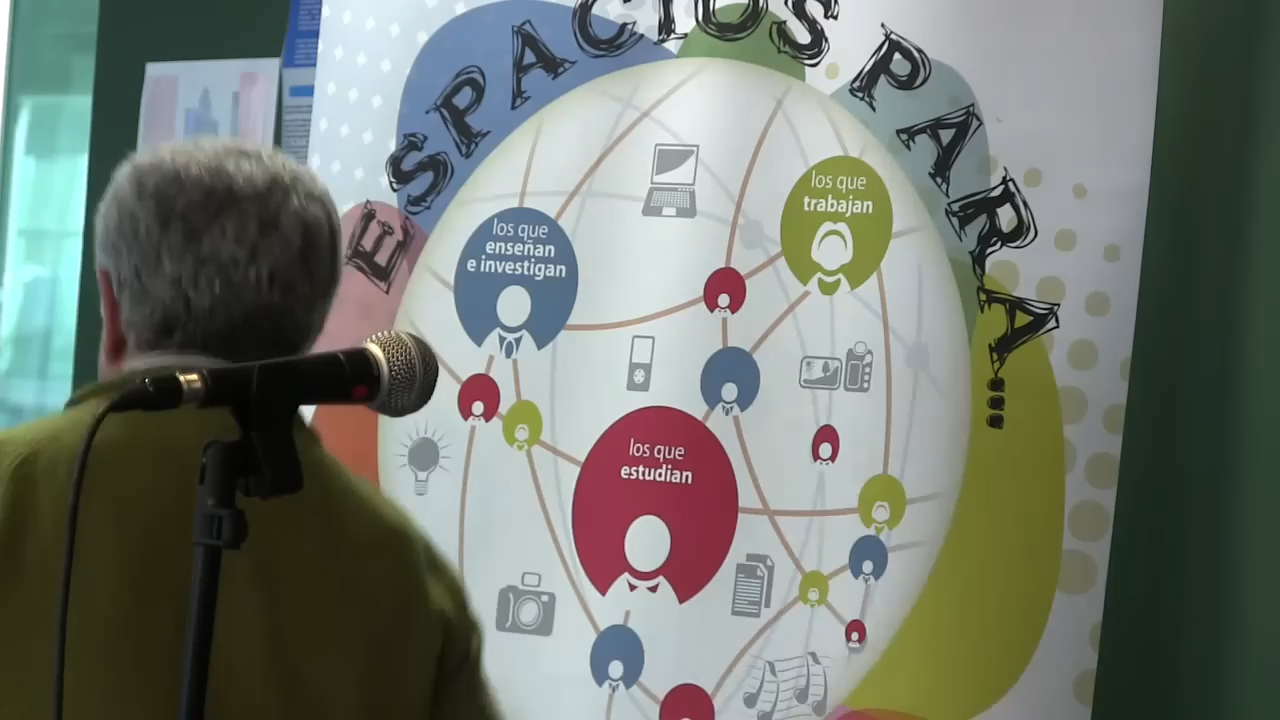 ESPACIOS PARA...
los que
trabajan
los que
enseñan
e investigan
los que
estudian